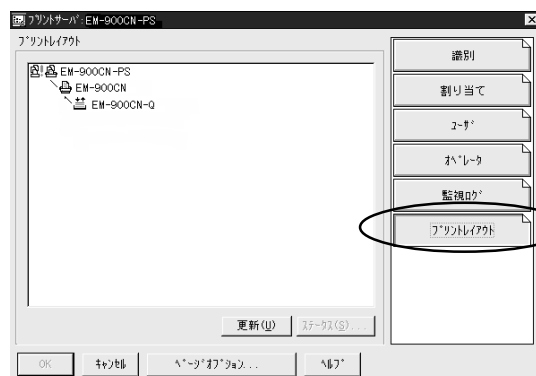 プリントサーバ:EM-900CN-PS
プリントレイアウト
EM-900CN-PS
EM-900CN
EM-900CN-Q
更新(U)
ステータス(S)...
識別
割り当て
ユーザ
オペレータ
監視ログ
プリントレイアウト
OK
キャンセル
ページオプション...
ヘルプ